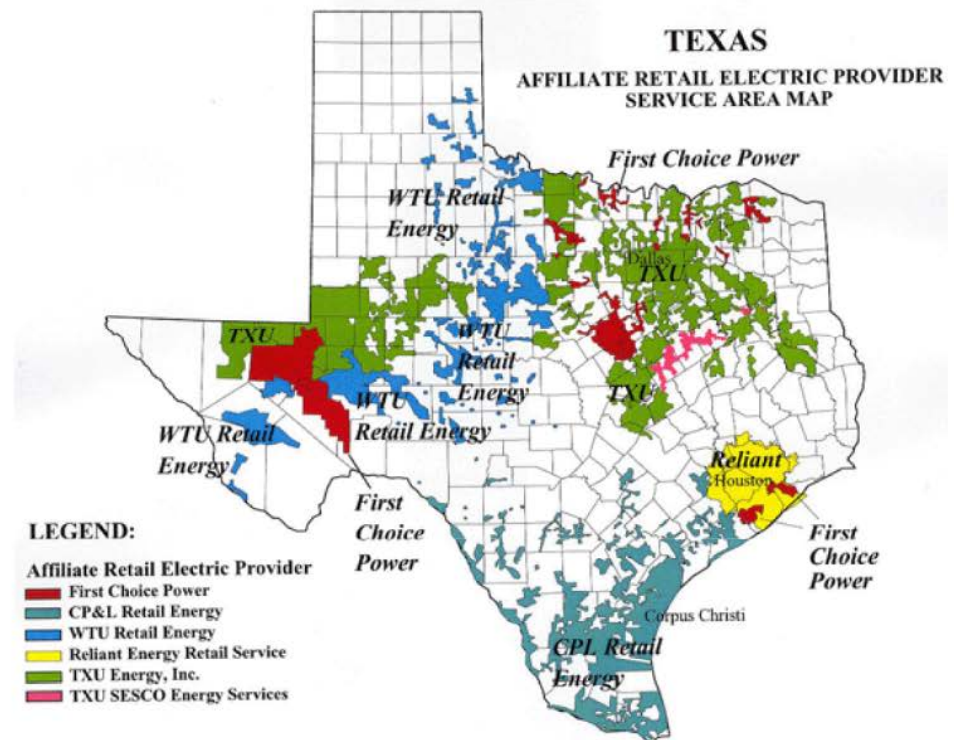 TEXAS
AFFILIATE RETAIL ELECTRIC PROVIDER
SERVICE AREA MAP
First Choice Power
WTU Retail
Energy
Dallas
TXU
TXU
WTU
Retail
Energy
TXU
WTU
Retail Energy
WTU Retail
Energy
Reliant
Houston
First
Choice
Power
First
Choice
Power
Corpus Christi
CPL Retail
Energy
LEGEND:
Affiliate Retail Electric Provider
First Choice Power
CP&L Retail Energy
WTU Retail Energy
Reliant Energy Retail Service
TXU Energy, Inc.
TXU SESCO Energy Services